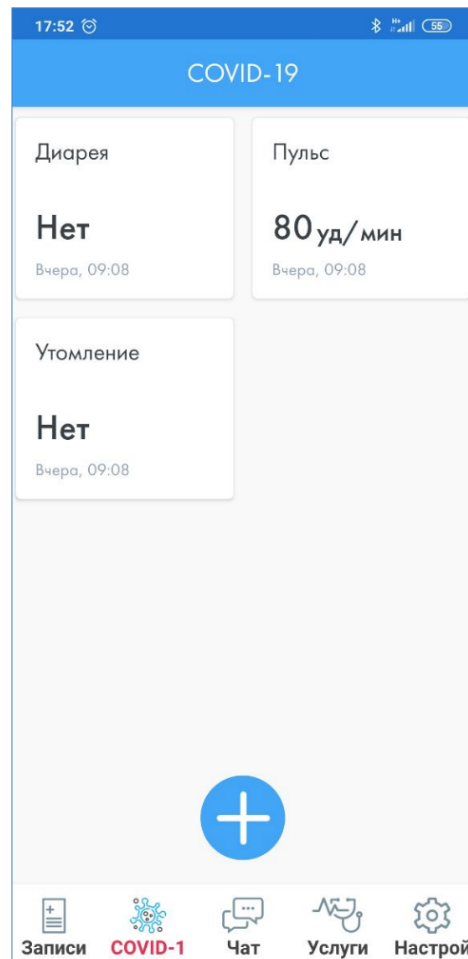 17:52 H+ 55
COVID-19
Диарея
Нет
Вчера, 09:08
Пульс
80 уд/мин
Вчера, 09:08
Утомление
Нет
Вчера, 09:08
Записи COVID-1 Чат Услуги Настрой